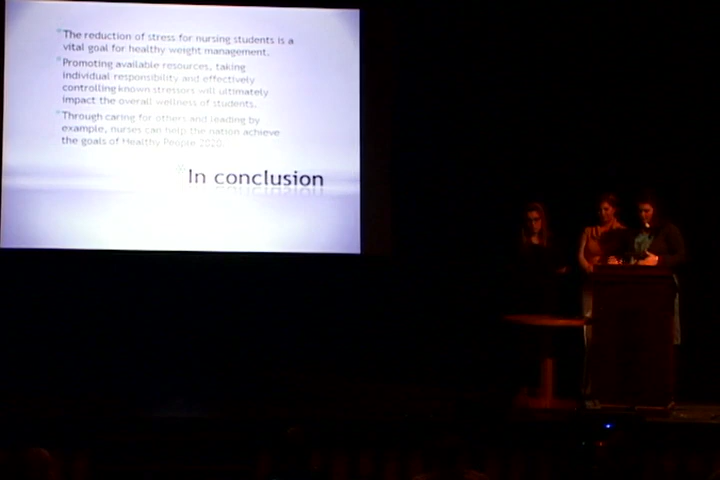 *The reduction of stress for nursing students is a
vital goal for healthy weight management.
*Promoting available resources, taking
individual responsibility and effectively
controlling known stressors will ultimately
impact the overall wellness of students.
*Through caring for others and leading by
example, nurses can help the nation achieve
the goals of Healthy People 2020.
*In conclusion